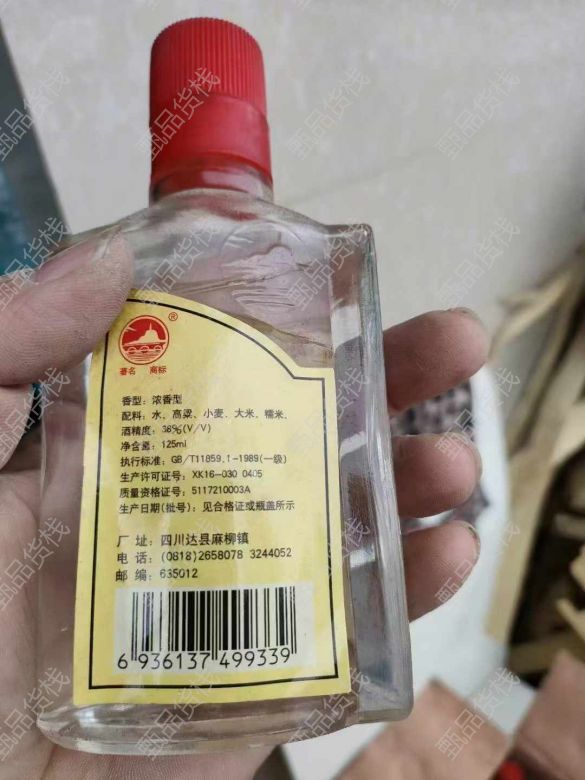 ®
著名 商标
香型：浓香型
配料：水、高粱、小麦、大米、糯米、
酒精度：38%(V/V)
净含量：125ml
执行标准：GB/T11859.1-1989(一级)
生产许可证号：XK16-030 0405
质量资格证号：5117210003A
生产日期(批号)：见合格证或瓶盖所示
厂 址：四川达县麻柳镇
电 话：(0818)2658078 3244052
邮 编：635012
6 936137 499339
甄品货栈